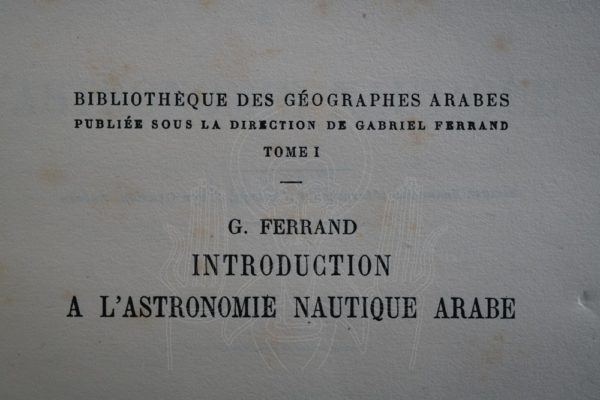 BIBLIOTHÈQUE DES GÉOGRAPHES ARABES
PUBLIÉE SOUS LA DIRECTION DE GABRIEL FERRAND
TOME I
G. FERRAND
INTRODUCTION
A L'ASTRONOMIE NAUTIQUE ARABE